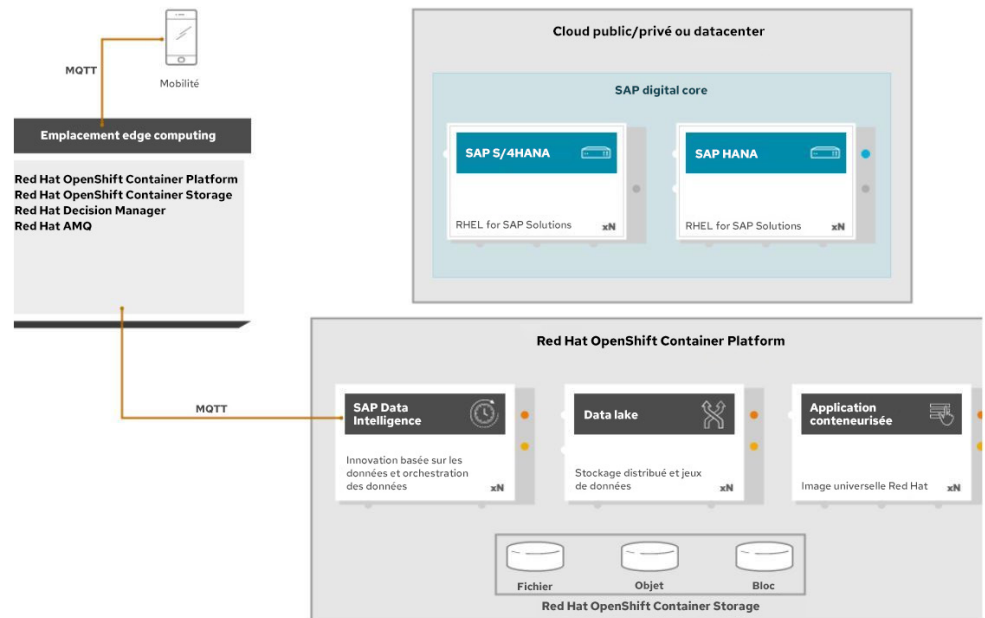 MQTT
Mobilité
Emplacement edge computing
Red Hat OpenShift Container Platform
Red Hat OpenShift Container Storage
Red Hat Decision Manager
Red Hat AMQ
Cloud public/privé ou datacenter
SAP digital core
SAP S/4HANA
RHEL for SAP Solutions
xN
SAP HANA
RHEL for SAP Solutions
xN
MQTT
Red Hat OpenShift Container Platform
SAP Data
Intelligence
Innovation basée sur les
données et orchestration
des données
xN
Data lake
Stockage distribué et jeux
de données
xN
Application
conteneurisée
Image universelle Red Hat
xN
Fichier
Objet
Bloc
Red Hat OpenShift Container Storage